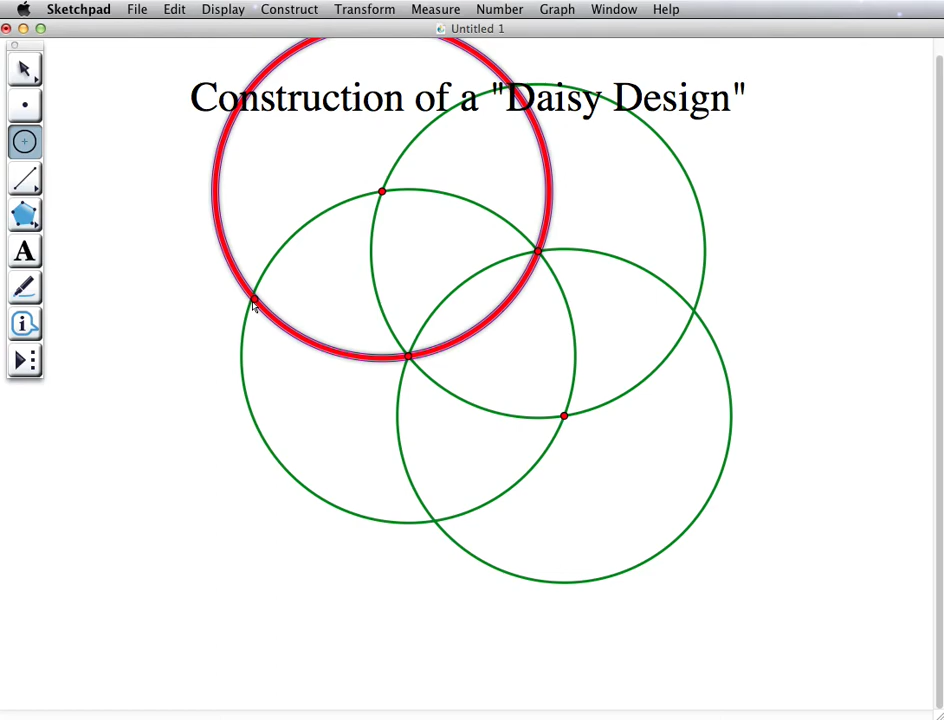 Sketchpad File Edit Display Construct Transform Measure Number Graph Window Help
Untitled 1
Construction of a "Daisy Design"
A
i